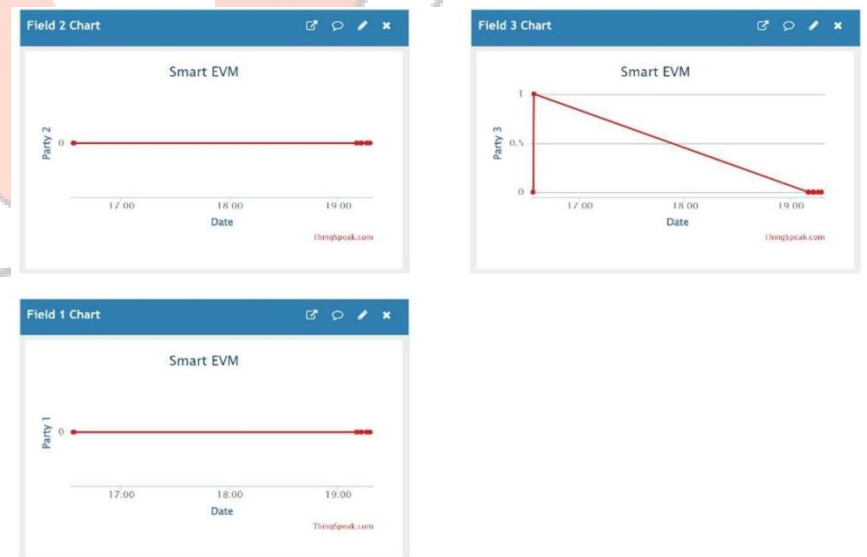 Field 2 Chart
Smart EVM
Party 2
0
17:00 18:00 19:00
Date
ThingSpeak.com
Field 3 Chart
Smart EVM
Party 3
1
0.5
0
17:00 18:00 19:00
Date
ThingSpeak.com
Field 1 Chart
Smart EVM
Party 1
0
17:00 18:00 19:00
Date
ThingSpeak.com